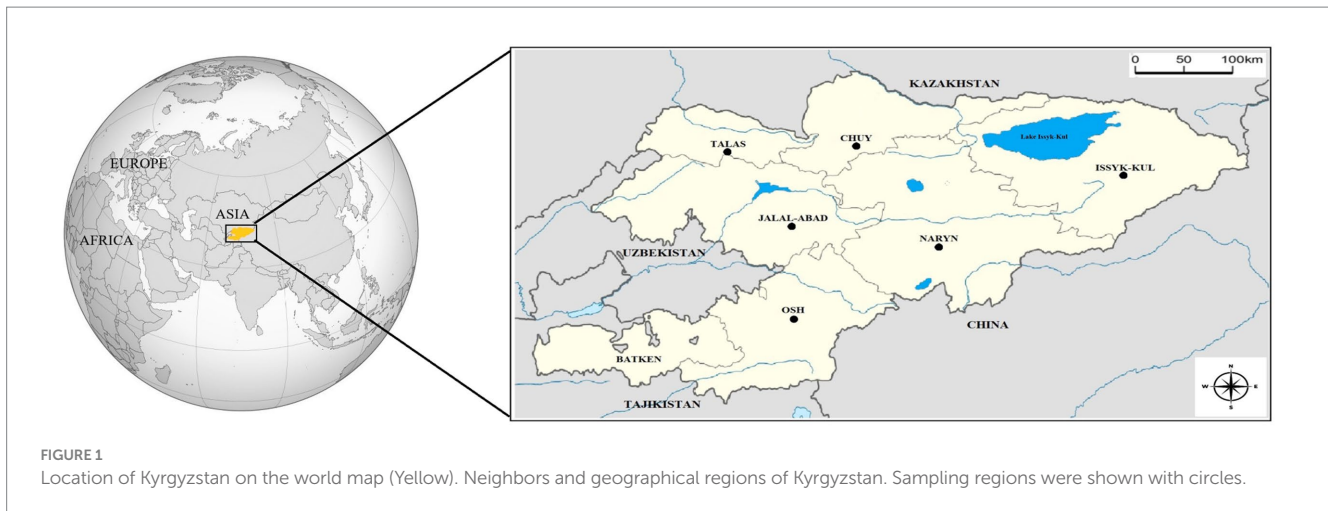 EUROPE
ASIA
AFRICA
0 50 100km
KAZAKHSTAN
TALAS
CHUY
Lake Issyk-Kul
ISSYK-KUL
JALAL-ABAD
NARYN
UZBEKISTAN
OSH
CHINA
BATKEN
TAJIKISTAN
N
W E
S
FIGURE 1
Location of Kyrgyzstan on the world map (Yellow). Neighbors and geographical regions of Kyrgyzstan. Sampling regions were shown with circles.